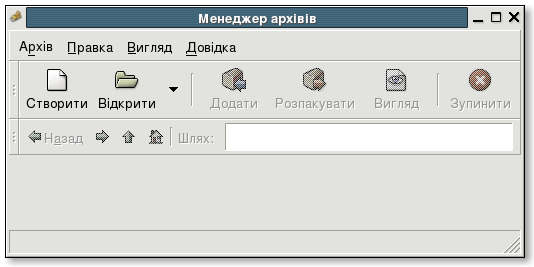 Менеджер архівів
Архів Правка Вигляд Довідка
Створити Відкрити Додати Розпакувати Вигляд Зупинити
Назад Шлях: